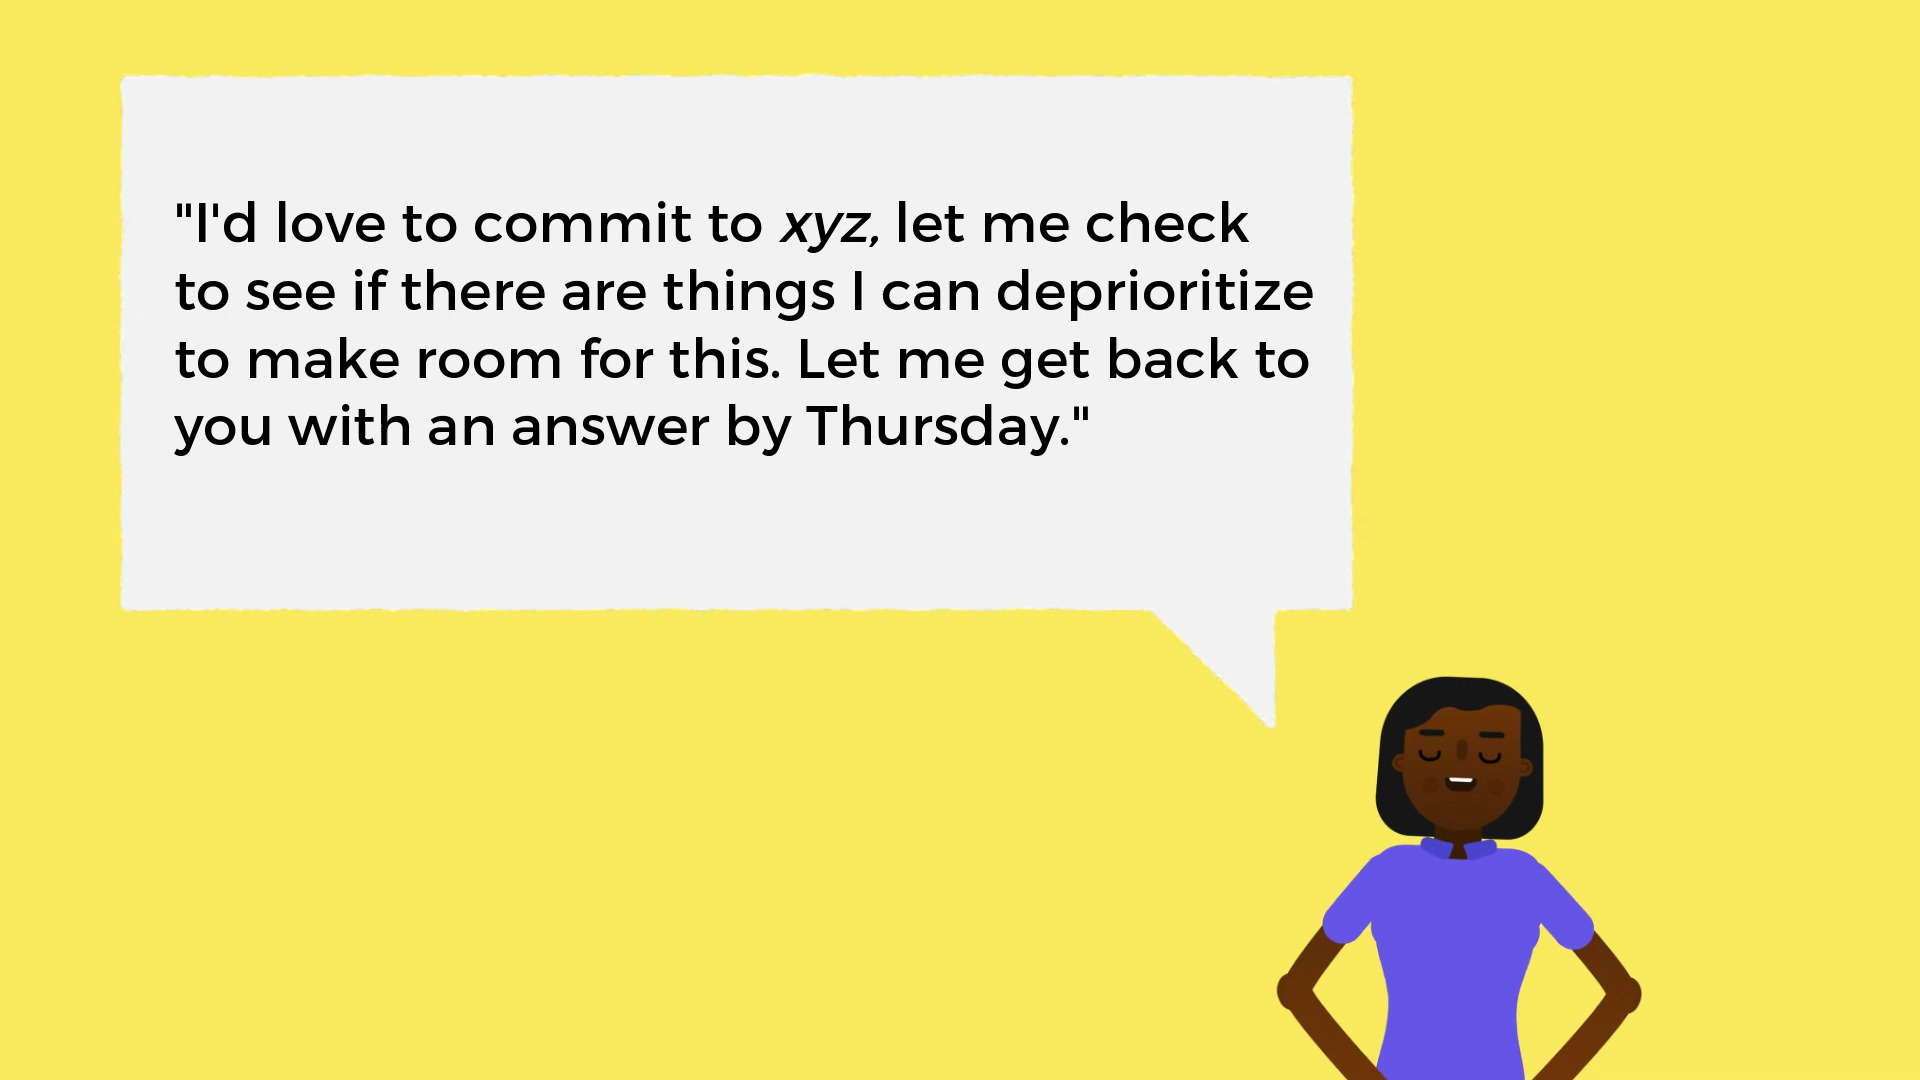 "I'd love to commit to xyz, let me check
to see if there are things I can deprioritize
to make room for this. Let me get back to
you with an answer by Thursday."